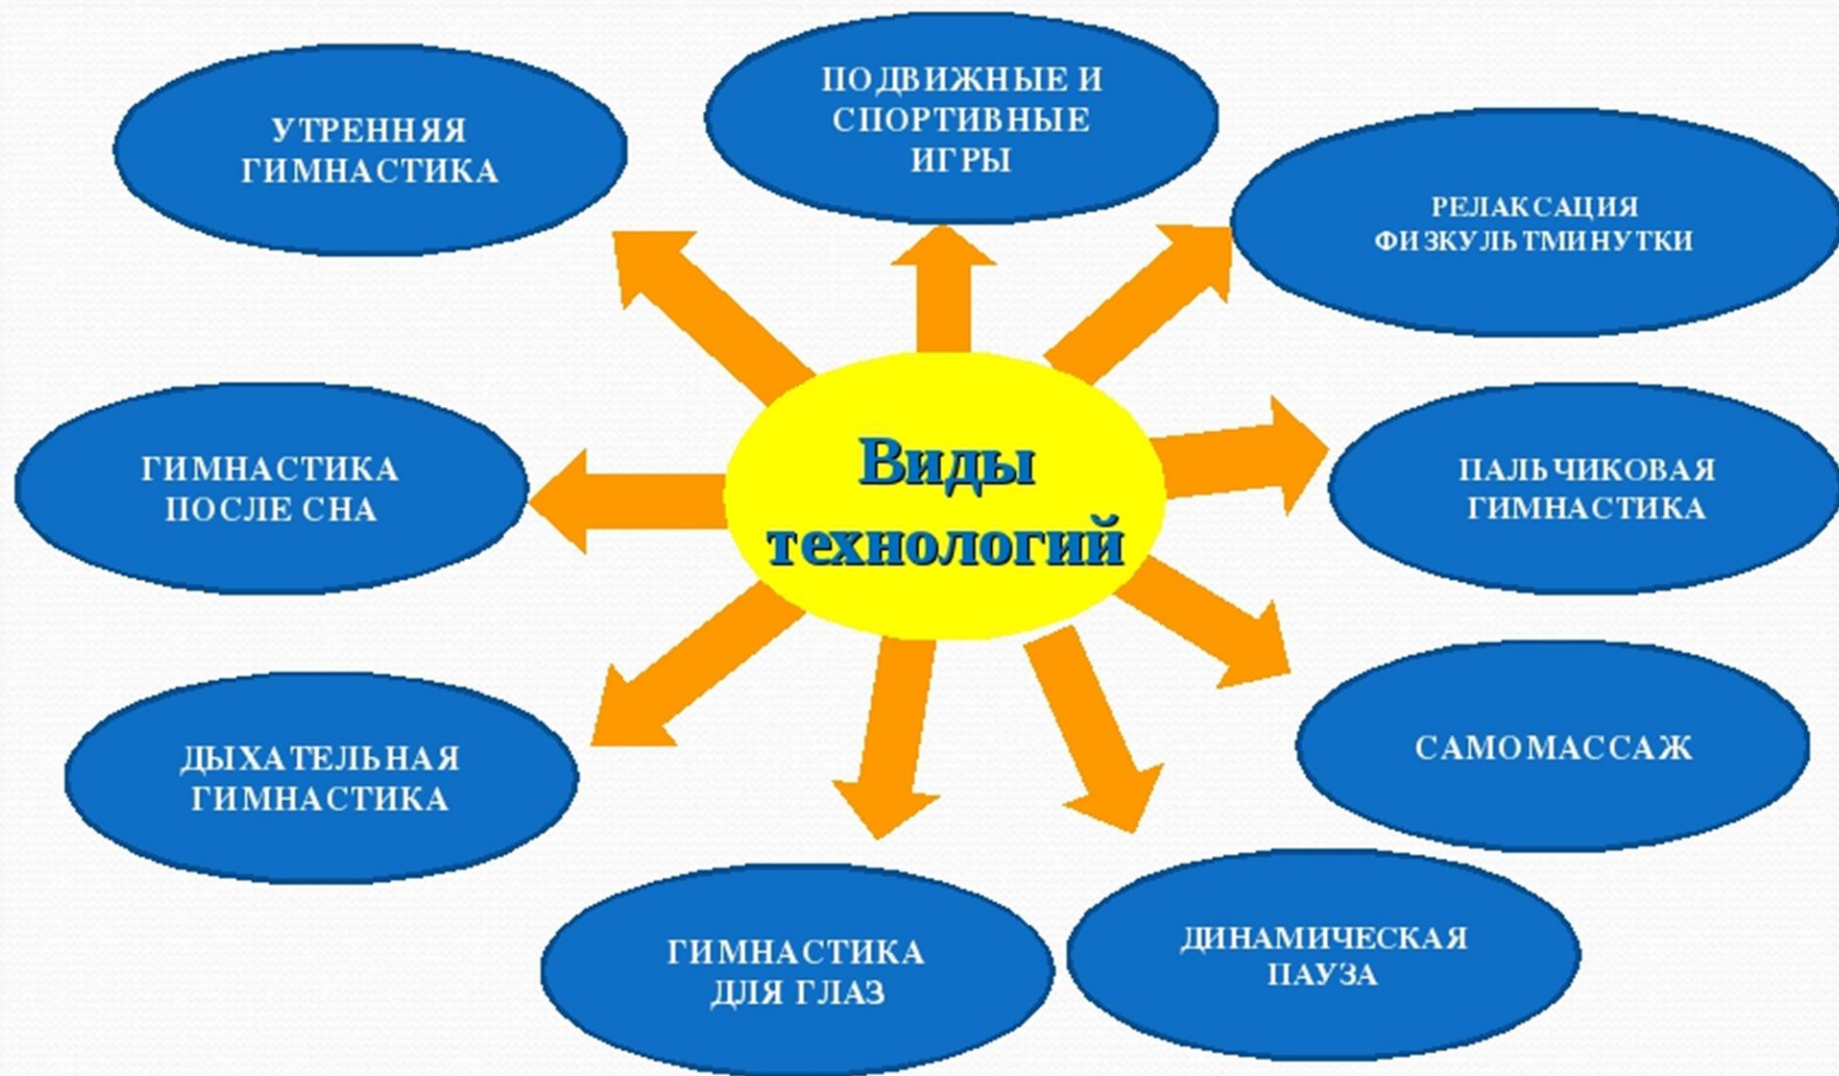 УТРЕННЯЯ
ГИМНАСТИКА
ПОДВИЖНЫЕ И
СПОРТИВНЫЕ
ИГРЫ
РЕЛАКСАЦИЯ
ФИЗКУЛЬТМИНУТКИ
ГИМНАСТИКА
ПОСЛЕ СНА
Виды
технологий
ПАЛЬЧИКОВАЯ
ГИМНАСТИКА
ДЫХАТЕЛЬНАЯ
ГИМНАСТИКА
САМОМАССАЖ
ГИМНАСТИКА
ДЛЯ ГЛАЗ
ДИНАМИЧЕСКАЯ
ПАУЗА